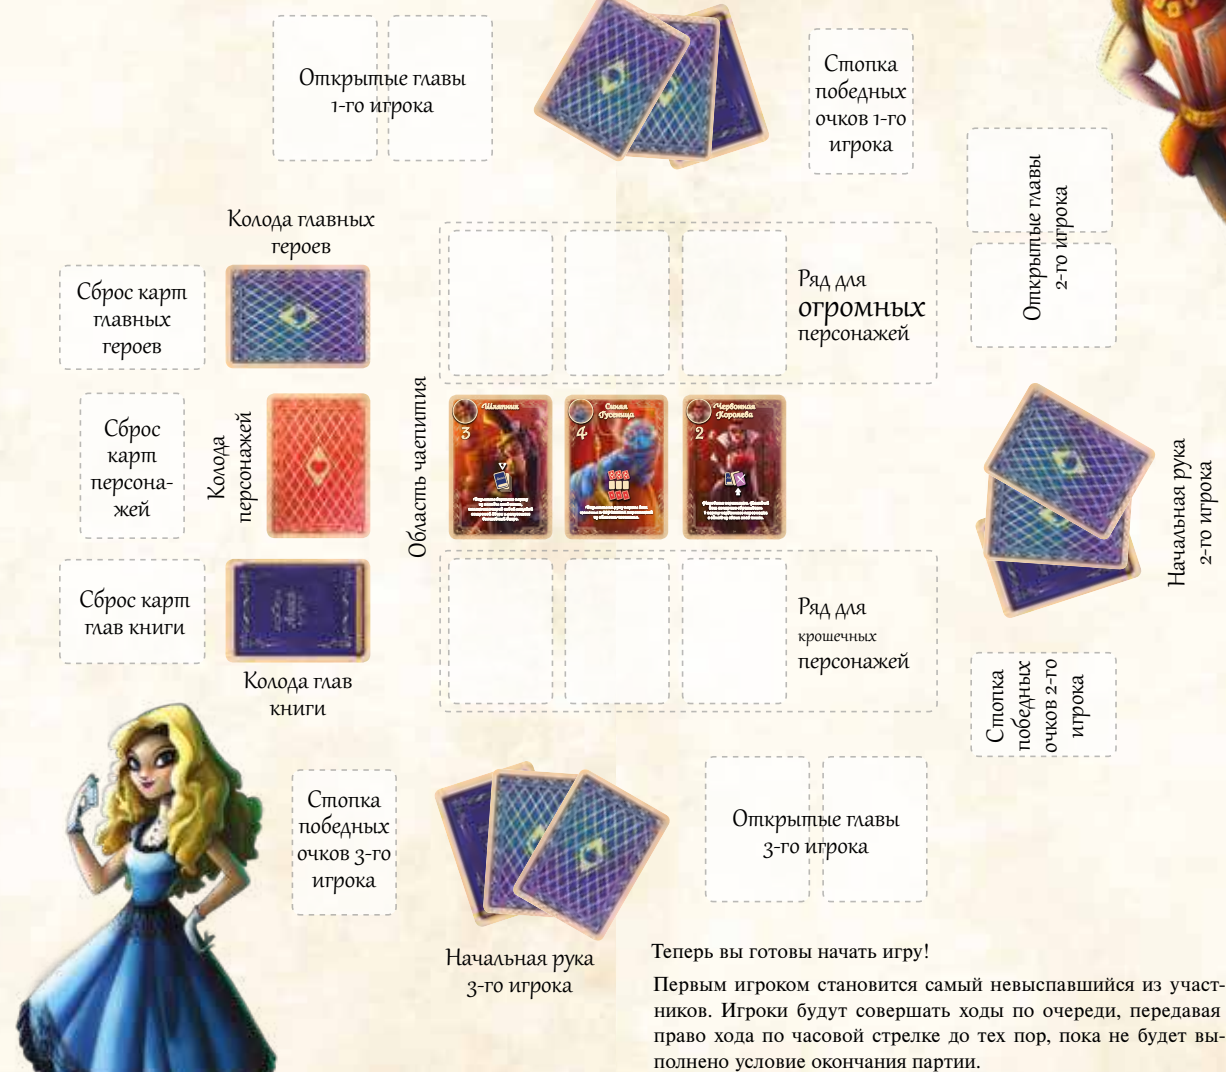 Открытые главы
1-го игрока
Стопка
победных
очков 1-го
игрока
Открытые главы
2-го игрока
Колода главных
героев
Сброс карт
главных
героев
Ряд для
огромных
персонажей
Сброс
карт
персона-
жей
Колода
персонажей
Область чаепития
Шляпник
3
Синяя
Гусеница
4
Червонная
Королева
2
Начальная рука
2-го игрока
Сброс карт
глав книги
Колода глав
книги
Ряд для
крошечных
персонажей
Стопка
победных
очков 2-го
игрока
Стопка
победных
очков 3-го
игрока
Открытые главы
3-го игрока
Начальная рука
3-го игрока
Теперь вы готовы начать игру!
Первым игроком становится самый невыспавшийся из участ-
ников. Игроки будут совершать ходы по очереди, передавая
право хода по часовой стрелке до тех пор, пока не будет вы-
полнено условие окончания партии.